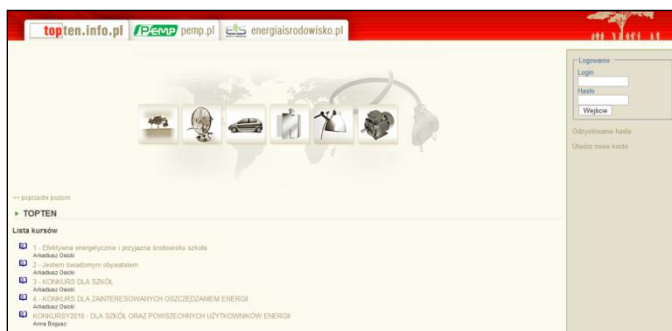 topten.info.pl PEMP pemp.pl energiaisrodowisko.pl
Logowanie
Login
Hasło
Wejście
Odzyskiwanie hasła
Utwórz nowe konto
<< poprzedni poziom
TOPTEN
Lista kursów
1 - Efektywna energetycznie i przyjazna środowisku szkoła
Arkadiusz Osicki
2 - Jestem świadomym obywatelem
Arkadiusz Osicki
3 - KONKURS DLA SZKÓŁ
Arkadiusz Osicki
4 - KONKURS DLA ZAINTERESOWANYCH OSZCZĘDZANIEM ENERGII
Arkadiusz Osicki
KONKURSY2010 - DLA SZKÓŁ ORAZ POWSZECHNYCH UŻYTKOWNIKÓW ENERGII
Anna Bogusz